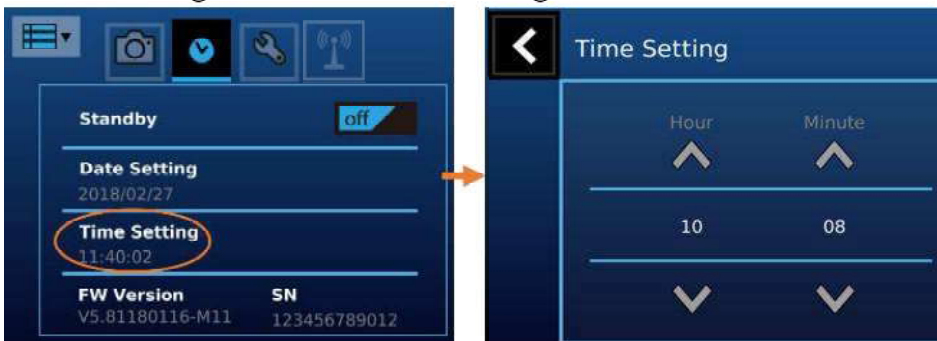 Standby
off
Date Setting
2018/02/27
Time Setting
11:40:02
FW Version SN
V5.81180116-M11 123456789012
Time Setting
Hour Minute
10 08